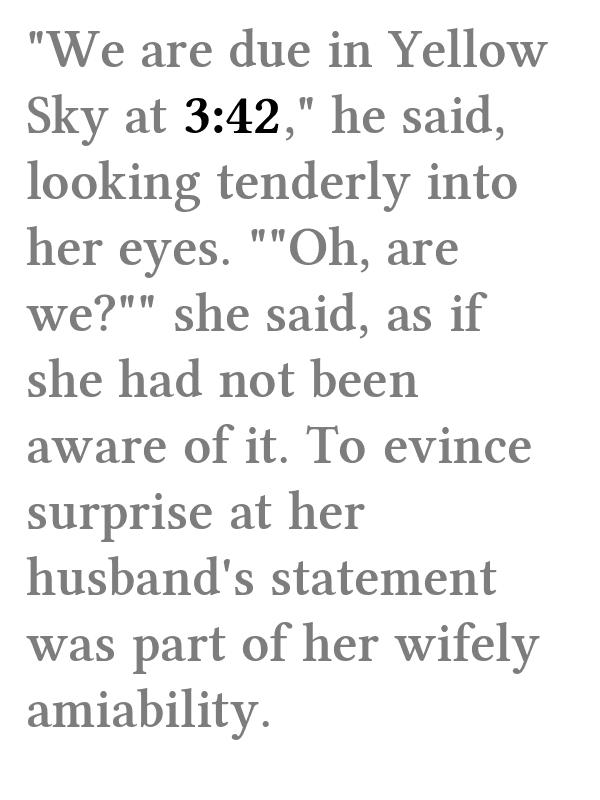 "We are due in Yellow
Sky at 3:42," he said,
looking tenderly into
her eyes. ""Oh, are
we?"" she said, as if
she had not been
aware of it. To evince
surprise at her
husband's statement
was part of her wifely
amiability.